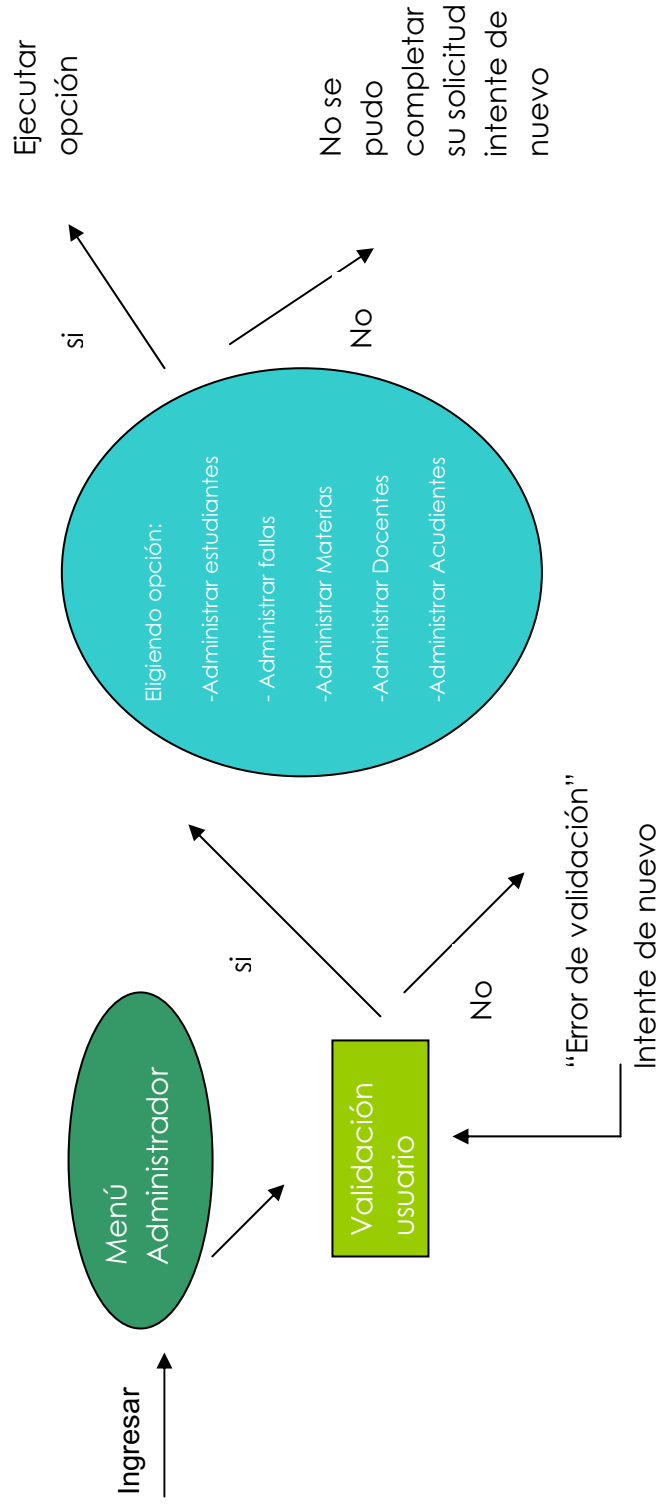 Ingresar
Menú
Administrador
Validación
usuario
si
No
“Error de validación”
Intente de nuevo
Eligiendo opción:
-Administrar estudiantes
- Administrar fallas
-Administrar Materias
-Administrar Docentes
-Administrar Acudientes
si
No
Ejecutar
opción
No se
pudo
completar
su solicitud
intente de
nuevo